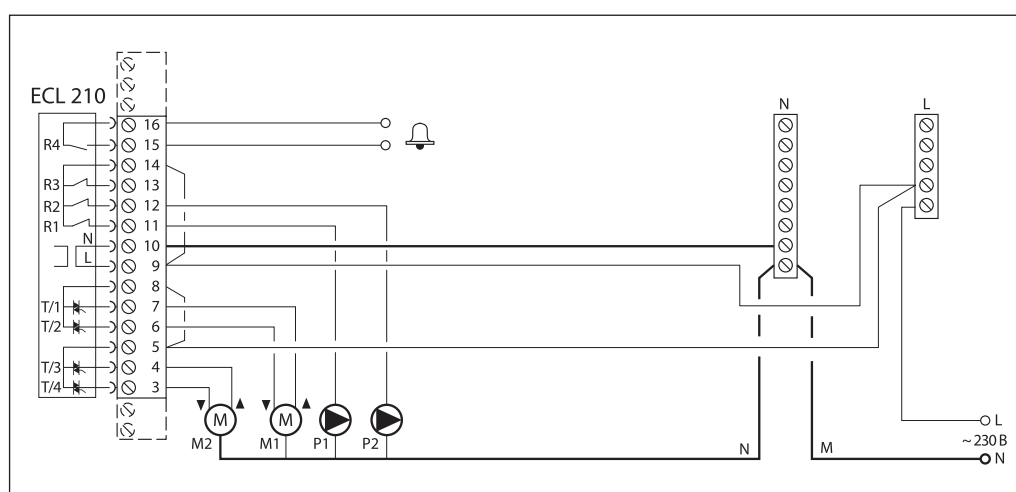 N
L
ECL 210
16
R4 15
14
R3 13
R2 12
R1 11
N 10
L 9
8
T/1 7
T/2 6
5
T/3 4
T/4 3
M M
M2 M1 P1 P2 N M
L
~ 230 В
N